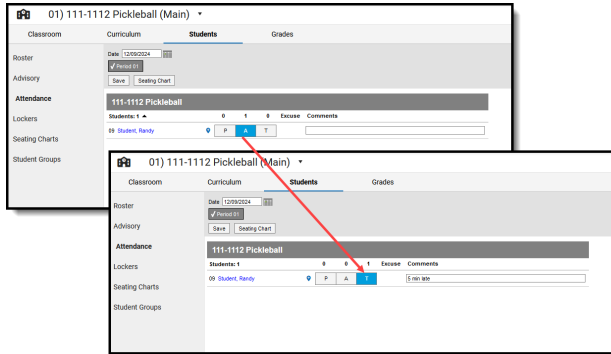 01) 111-1112 Pickleball (Main)
Classroom Curriculum Students Grades
Roster
Advisory
Attendance
Lockers
Seating Charts
Student Groups
Date 12/09/2024
✓ Period 01
Save Seating Chart
111-1112 Pickleball
Students: 1 0 1 0 Excuse Comments
09 Student, Randy P A T
01) 111-1112 Pickleball (Main)
Classroom Curriculum Students Grades
Roster
Advisory
Attendance
Lockers
Seating Charts
Student Groups
Date 12/09/2024
✓ Period 01
Save Seating Chart
111-1112 Pickleball
Students: 1 0 0 1 Excuse Comments
09 Student, Randy P A T 5 min late